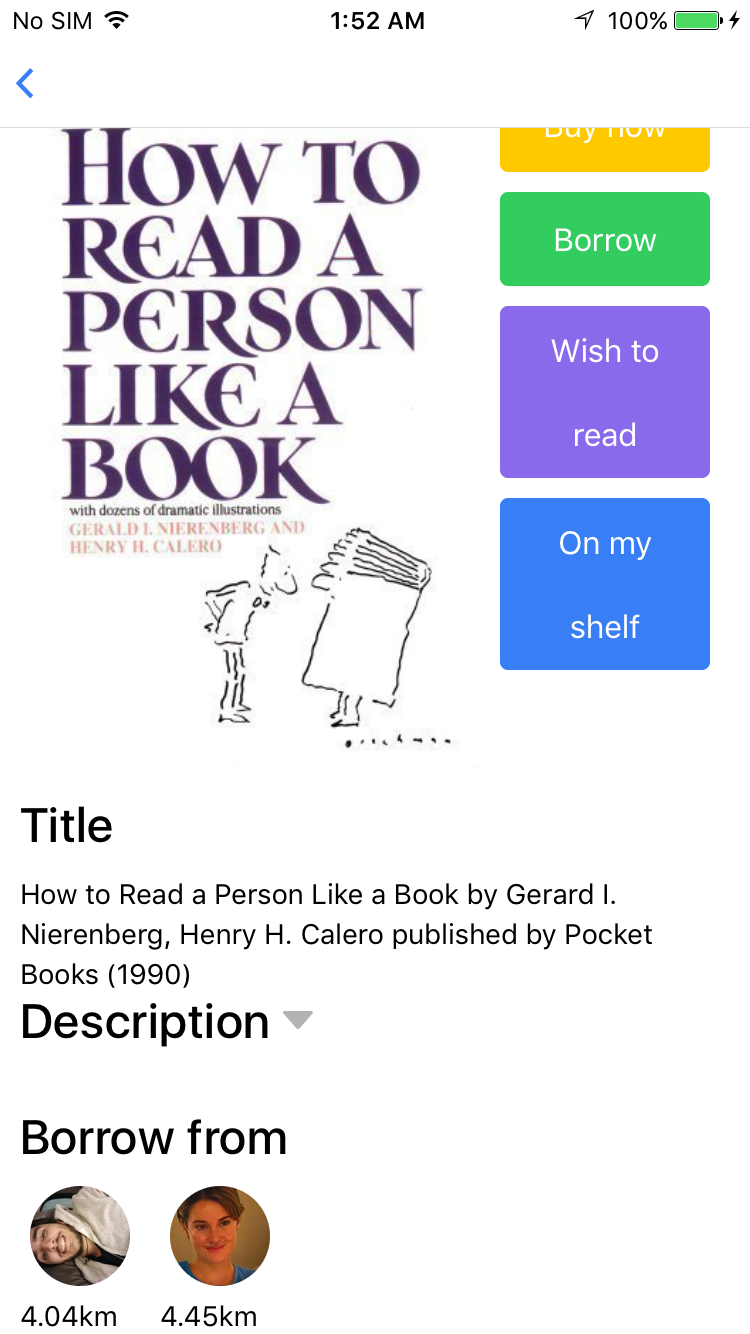 No SIM 1:52 AM 100%
Buy now
HOW TO
READ A
PERSON
LIKE A
BOOK
with dozens of dramatic illustrations
GERALD I. NIERENBERG AND
HENRY H. CALERO
Borrow
Wish to
read
On my
shelf
Title
How to Read a Person Like a Book by Gerard I.
Nierenberg, Henry H. Calero published by Pocket
Books (1990)
Description
Borrow from
4.04km 4.45km